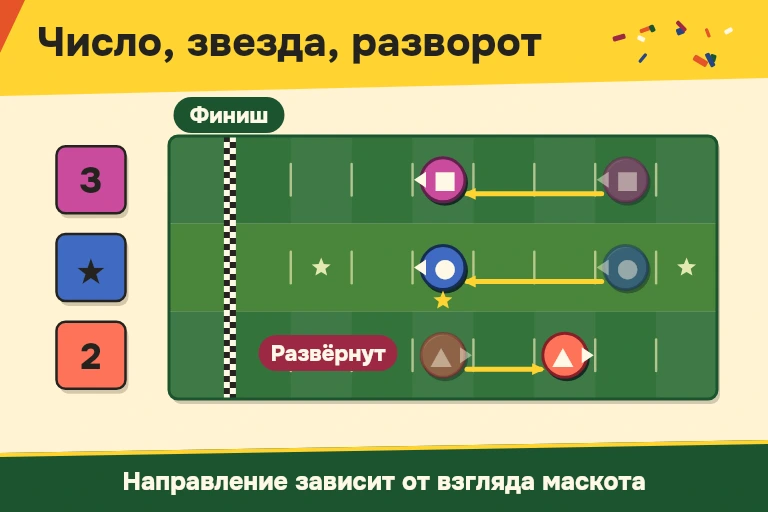 Число, звезда, разворот
Финиш
3
★
2
Развёрнут
Направление зависит от взгляда маскота